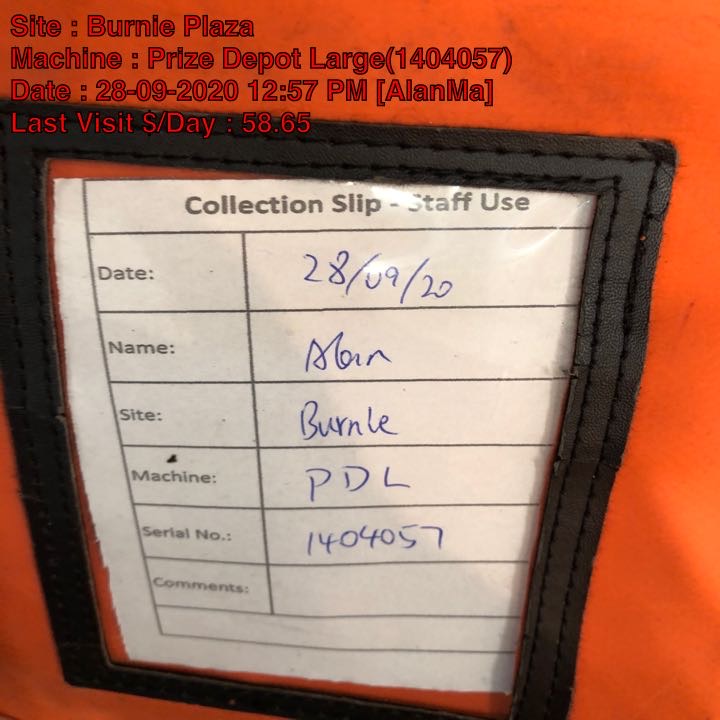 Site : Burnie Plaza
Machine : Prize Depot Large(1404057)
Date : 28-09-2020 12:57 PM [AlanMa]
Last Visit $/Day : 58.65
Collection Slip - Staff Use
Date: 28/09/20
Name: Alan
Site: Burnie
Machine: PDL
Serial No.: 1404057
Comments: